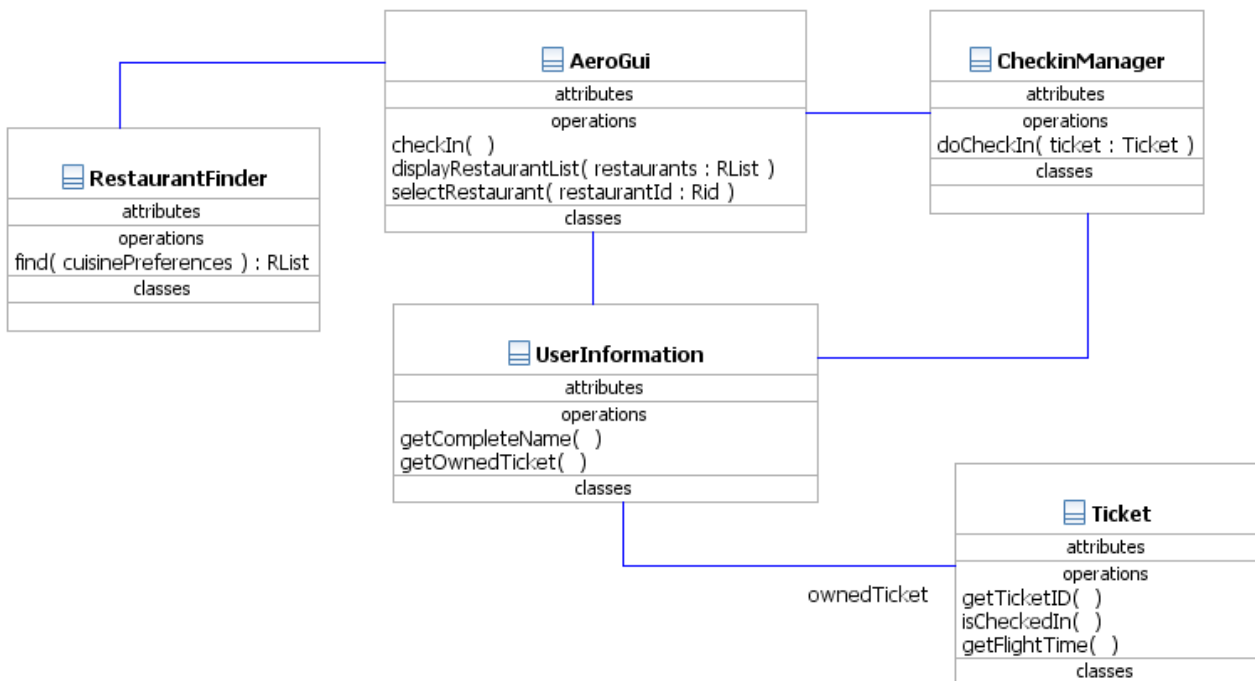 AeroGui
attributes
operations
checkIn( )
displayRestaurantList( restaurants : RList )
selectRestaurant( restaurantId : Rid )
classes
CheckinManager
attributes
operations
doCheckIn( ticket : Ticket )
classes
RestaurantFinder
attributes
operations
find( cuisinePreferences ) : RList
classes
UserInformation
attributes
operations
getCompleteName( )
getOwnedTicket( )
classes
ownedTicket
Ticket
attributes
operations
getTicketID( )
isCheckedIn( )
getFlightTime( )
classes